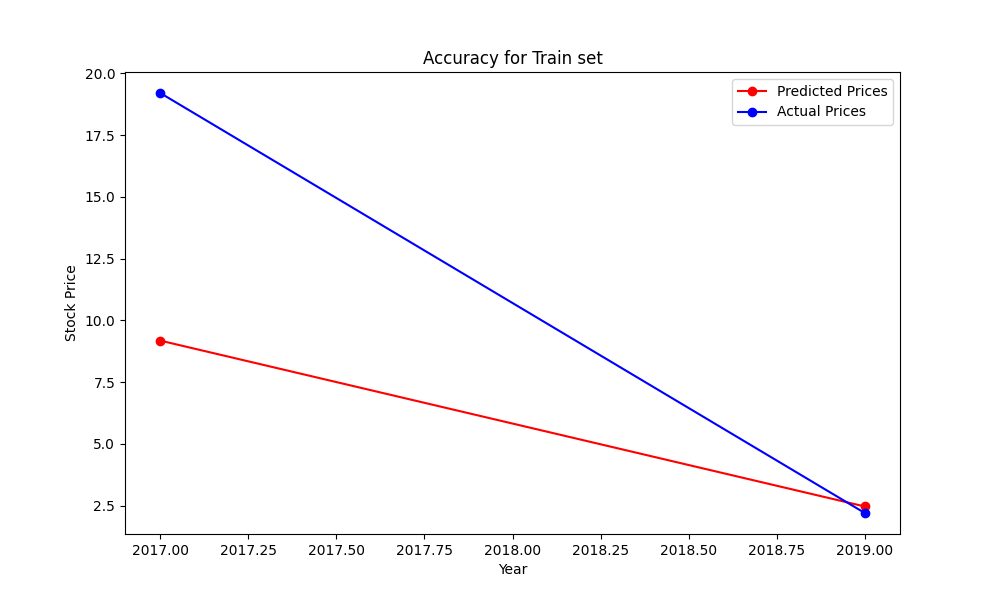 Accuracy for Train set
Predicted Prices
Actual Prices
Stock Price
20.0
17.5
15.0
12.5
10.0
7.5
5.0
2.5
2017.00 2017.25 2017.50 2017.75 2018.00 2018.25 2018.50 2018.75 2019.00
Year